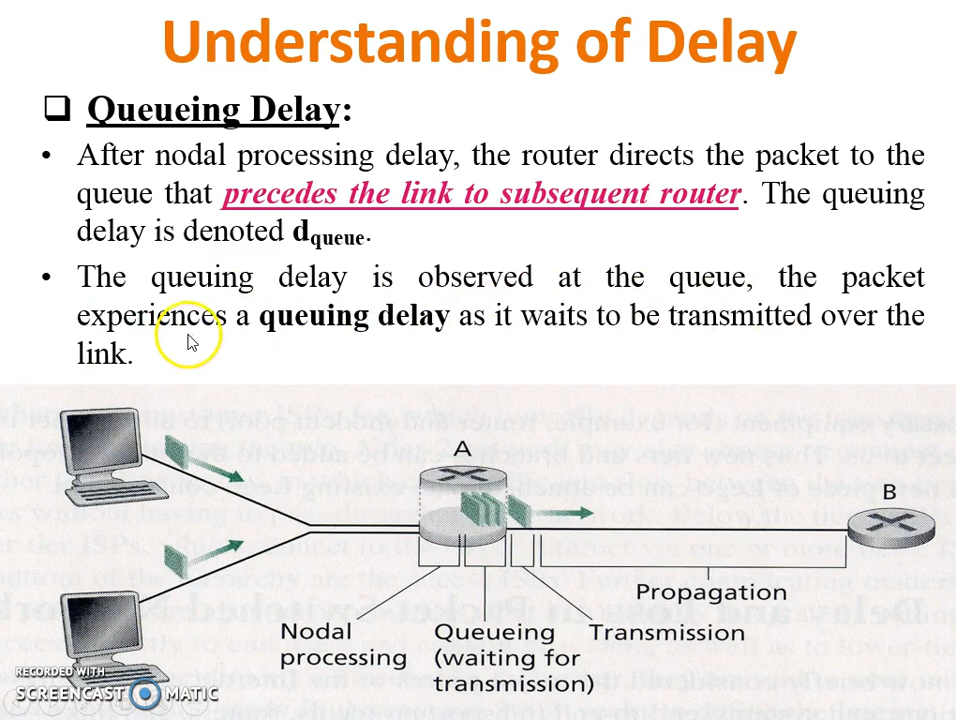 Understanding of Delay
❑ Queueing Delay:
• After nodal processing delay, the router directs the packet to the
queue that precedes the link to subsequent router. The queuing
delay is denoted dqueue.
• The queuing delay is observed at the queue, the packet
experiences a queuing delay as it waits to be transmitted over the
link.
A
B
Propagation
Nodal
processing
Queueing
(waiting for
transmission)
Transmission
RECORDED WITH
SCREENCAST MATIC